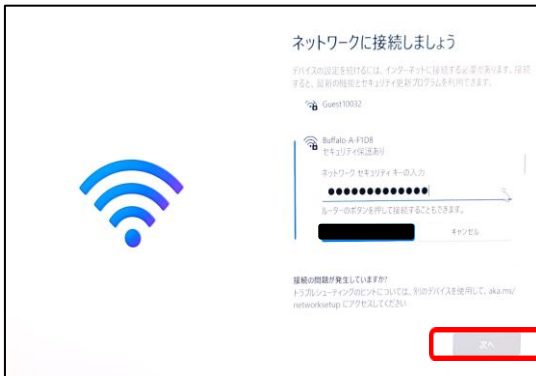 ネットワークに接続しましょう
デバイスの設定を続けるには、インターネットに接続する必要があります。接続
すると、最新の機能とセキュリティ更新プログラムを利用できます。
Guest10032
Buffalo-A-F1D8
セキュリティ保護あり
ネットワーク セキュリティ キーの入力
ルーターのボタンを押して接続することもできます。
キャンセル
接続の問題が発生していますか?
トラブルシューティングのヒントについては、別のデバイスを使用して、aka.ms/
networksetup にアクセスしてください
次へ